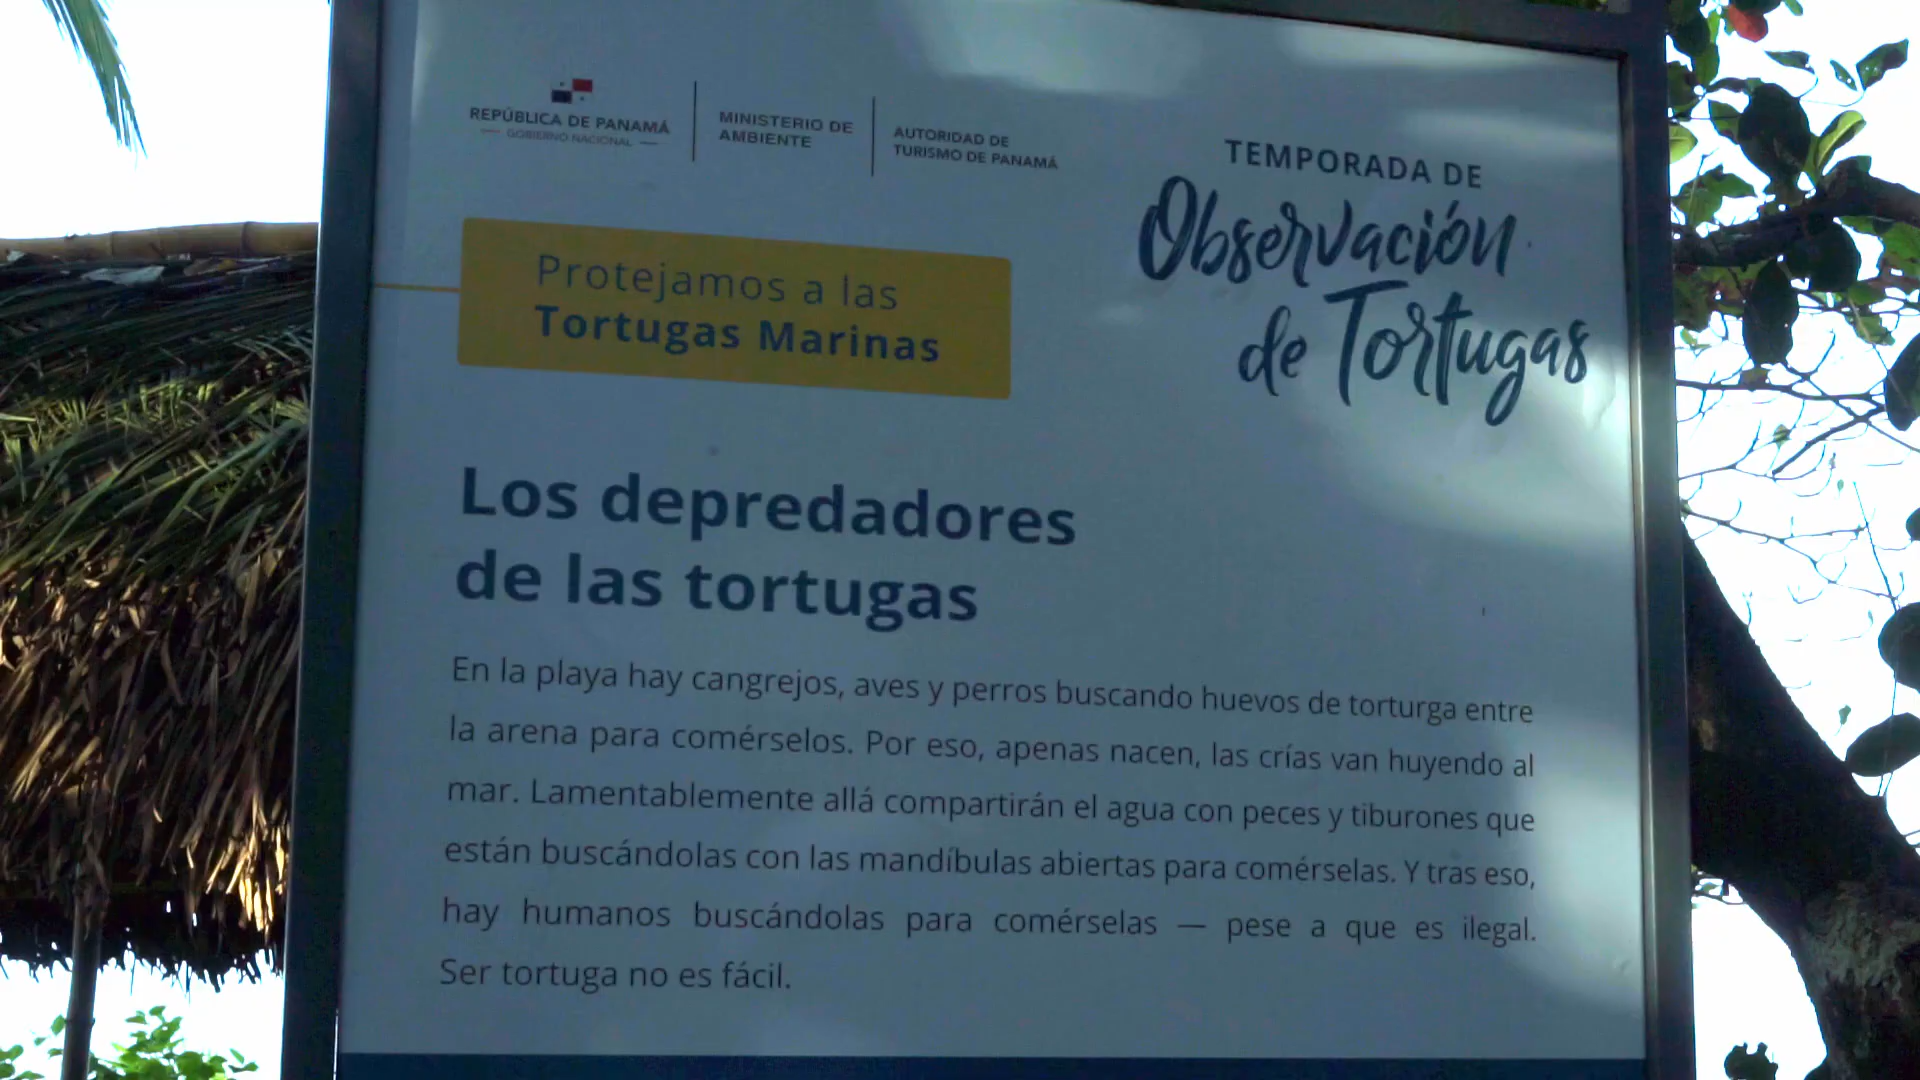 REPÚBLICA DE PANAMÁ
— GOBIERNO NACIONAL —
MINISTERIO DE
AMBIENTE
AUTORIDAD DE
TURISMO DE PANAMÁ
TEMPORADA DE
Observación
de Tortugas
Protejamos a las
Tortugas Marinas
Los depredadores
de las tortugas
En la playa hay cangrejos, aves y perros buscando huevos de torturga entre
la arena para comérselos. Por eso, apenas nacen, las crías van huyendo al
mar. Lamentablemente allá compartirán el agua con peces y tiburones que
están buscándolas con las mandíbulas abiertas para comérselas. Y tras eso,
hay humanos buscándolas para comérselas — pese a que es ilegal.
Ser tortuga no es fácil.